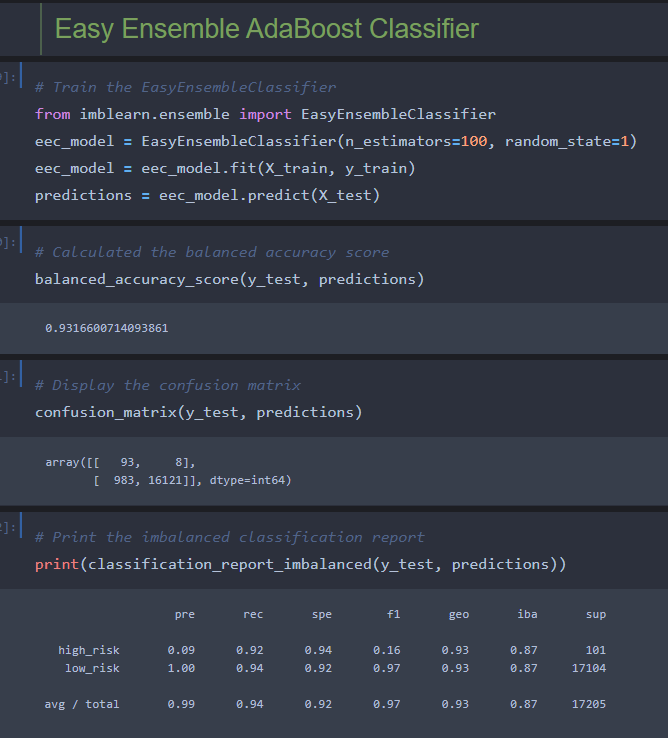 Easy Ensemble AdaBoost Classifier
]:
# Train the EasyEnsembleClassifier
from imblearn.ensemble import EasyEnsembleClassifier
eec_model = EasyEnsembleClassifier(n_estimators=100, random_state=1)
eec_model = eec_model.fit(X_train, y_train)
predictions = eec_model.predict(X_test)
]:
# Calculated the balanced accuracy score
balanced_accuracy_score(y_test, predictions)
0.9316600714093861
]:
# Display the confusion matrix
confusion_matrix(y_test, predictions)
array([[   93,     8],
       [  983, 16121]], dtype=int64)
]:
# Print the imbalanced classification report
print(classification_report_imbalanced(y_test, predictions))
pre rec spe f1 geo iba sup
high_risk 0.09 0.92 0.94 0.16 0.93 0.87 101
low_risk 1.00 0.94 0.92 0.97 0.93 0.87 17104
avg / total 0.99 0.94 0.92 0.97 0.93 0.87 17205